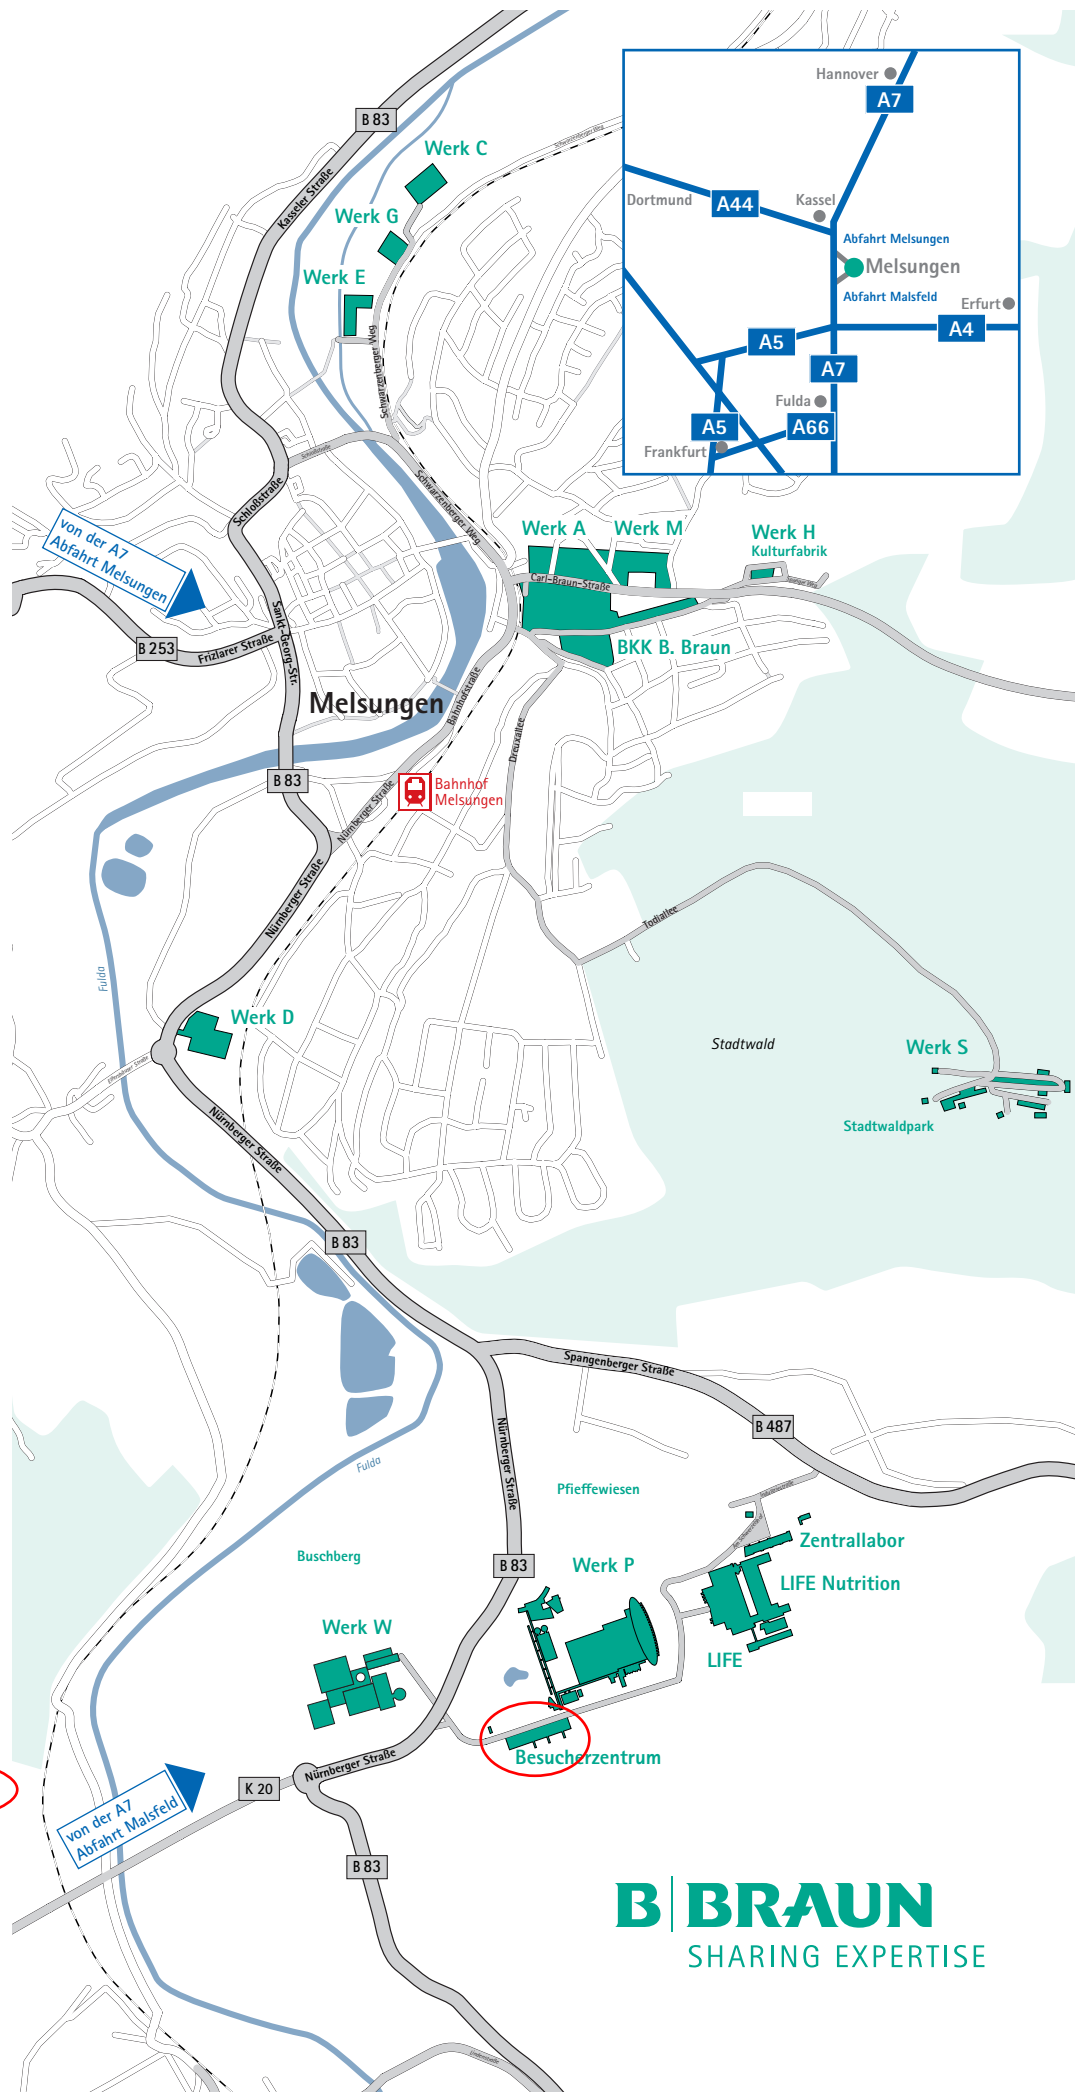 B 83
Kasseler Straße
Werk C
Schwarzenberger Weg
Werk G
Werk E
Schwarzenberger Weg
Hannover
A7
Dortmund
A44
Kassel
Abfahrt Melsungen
Melsungen
Abfahrt Malsfeld
Erfurt
A5
A4
A7
Fulda
A5
A66
Frankfurt
Schloßstraße
Schwarzenberger Weg
von der A7
Abfahrt Melsungen
Werk A
Werk M
Werk H
Kulturfabrik
Carl-Braun-Straße
B 253
Frizlarer Straße
Sankt-Georg-Str.
BKK B. Braun
Melsungen
Bahnhofstraße
Dreuxallee
B 83
Bahnhof
Melsungen
Nürnberger Straße
Nürnberger Straße
Todiallee
Fulda
Werk D
Stadtwald
Werk S
Stadtwaldpark
Nürnberger Straße
B 83
Spangenberger Straße
B 487
Nürnberger Straße
Fulda
Pfieffewiesen
Buschberg
B 83
Werk P
Zentrallabor
LIFE Nutrition
Werk W
LIFE
Besucherzentrum
Nürnberger Straße
K 20
von der A7
Abfahrt Malsfeld
B 83
B BRAUN
SHARING EXPERTISE